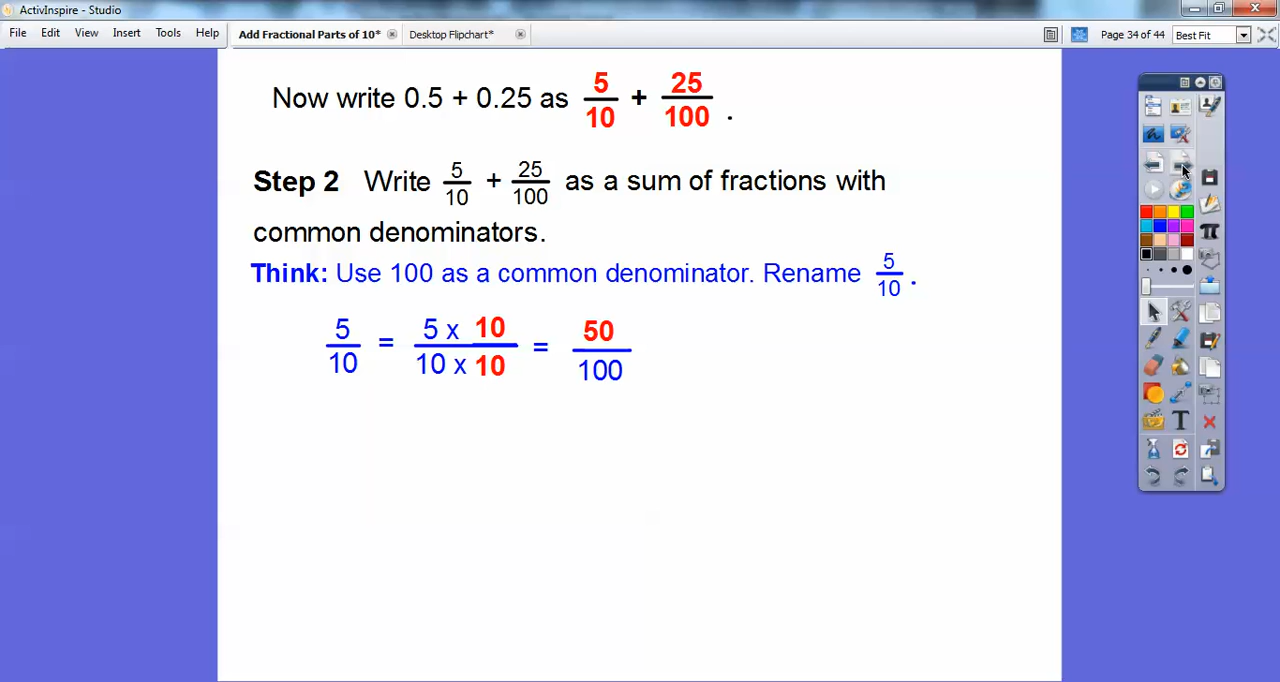 ActivInspire - Studio
File Edit View Insert Tools Help
Add Fractional Parts of 10* Desktop Flipchart*
Page 34 of 44 Best Fit
Now write 0.5 + 0.25 as 5/10 + 25/100 .
Step 2 Write 5/10 + 25/100 as a sum of fractions with
common denominators.
Think: Use 100 as a common denominator. Rename 5/10 .
5/10 = 5 x 10/10 x 10 = 50/100